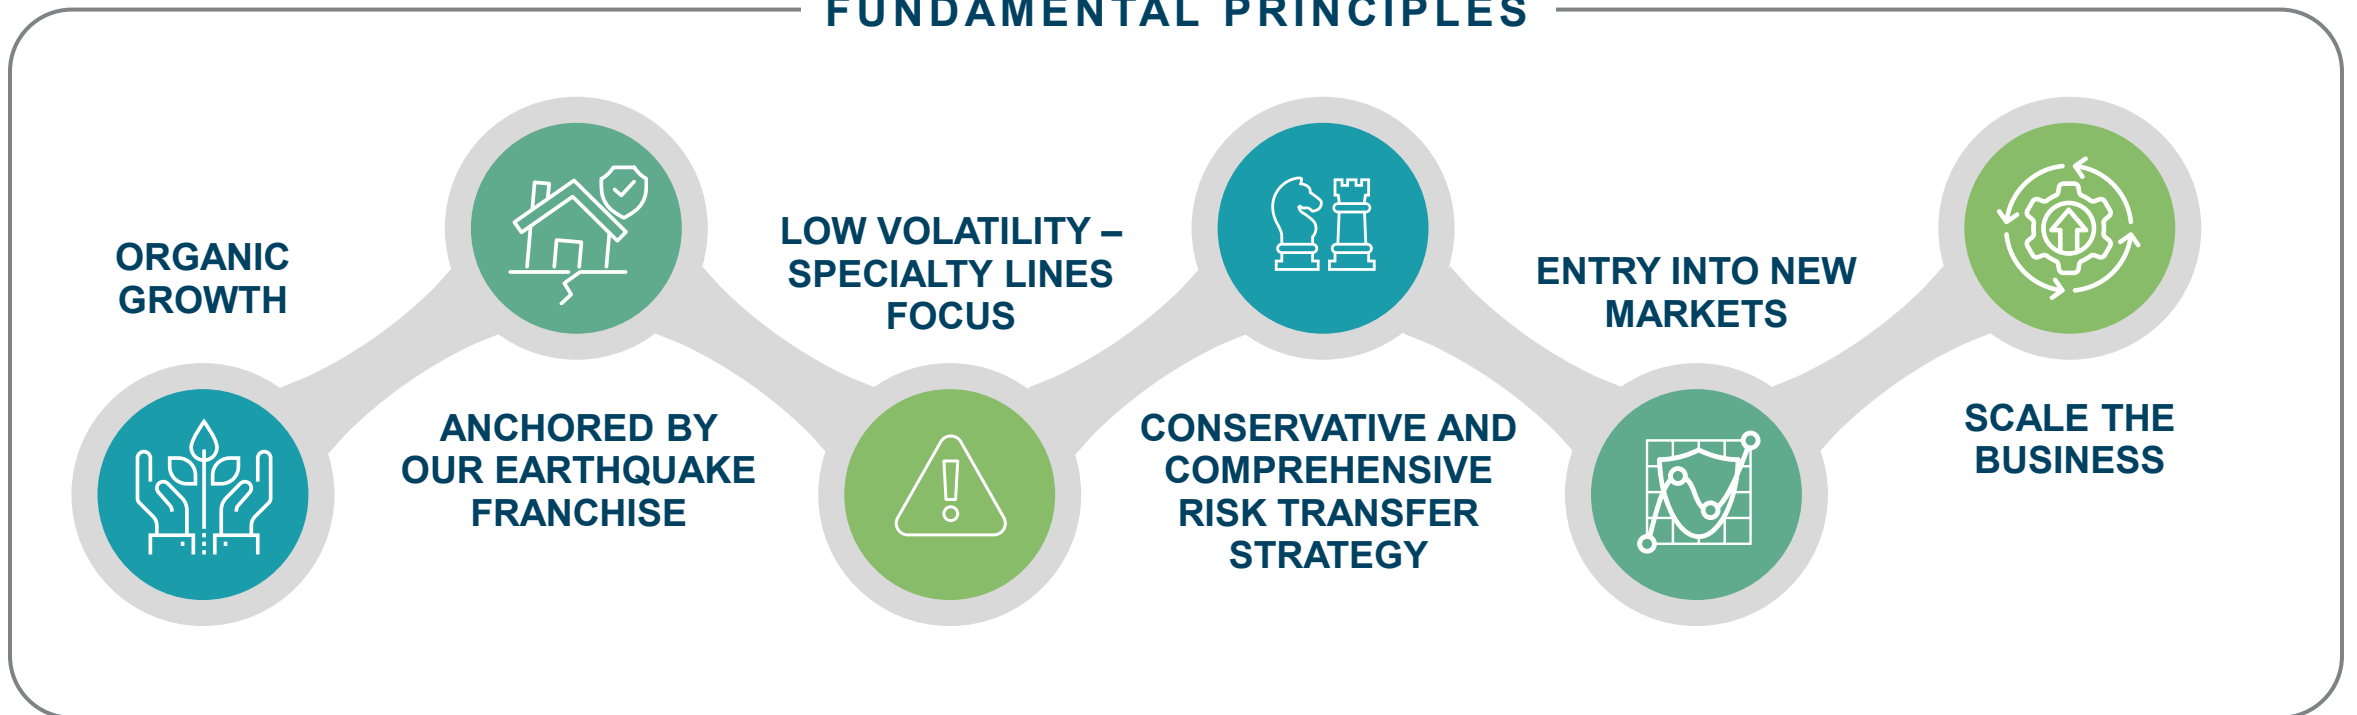 FUNDAMENTAL PRINCIPLES
ORGANIC
GROWTH
ANCHORED BY
OUR EARTHQUAKE
FRANCHISE
LOW VOLATILITY –
SPECIALTY LINES
FOCUS
CONSERVATIVE AND
COMPREHENSIVE
RISK TRANSFER
STRATEGY
ENTRY INTO NEW
MARKETS
SCALE THE
BUSINESS